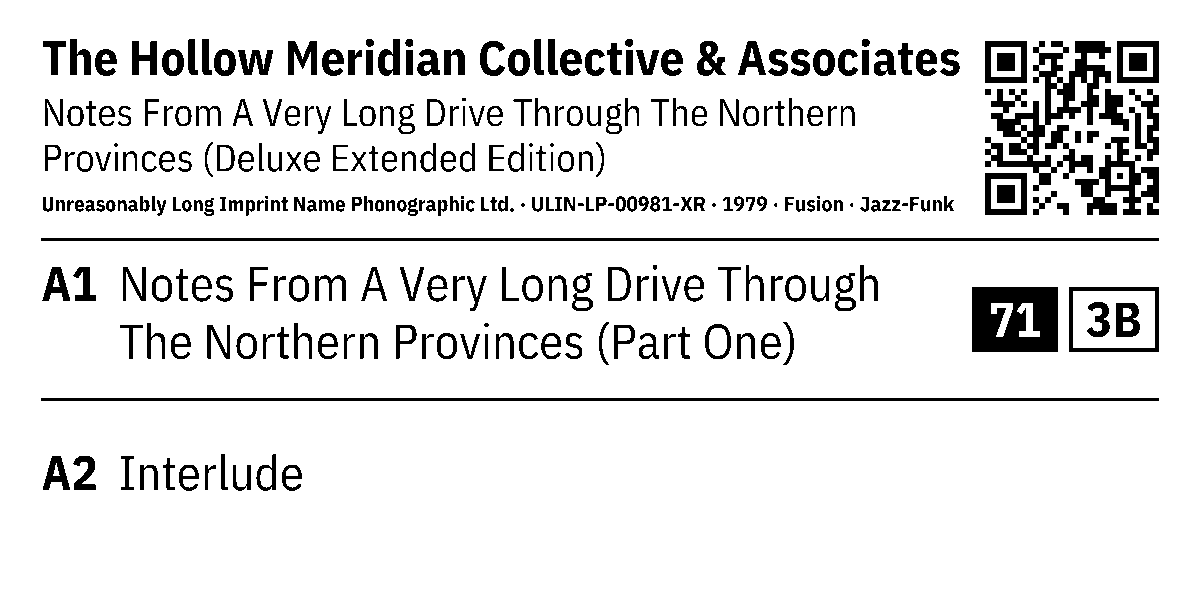 The Hollow Meridian Collective & Associates
Notes From A Very Long Drive Through The Northern
Provinces (Deluxe Extended Edition)
Unreasonably Long Imprint Name Phonographic Ltd. · ULIN-LP-00981-XR · 1979 · Fusion · Jazz-Funk
A1 Notes From A Very Long Drive Through
The Northern Provinces (Part One)
71 3B
A2 Interlude